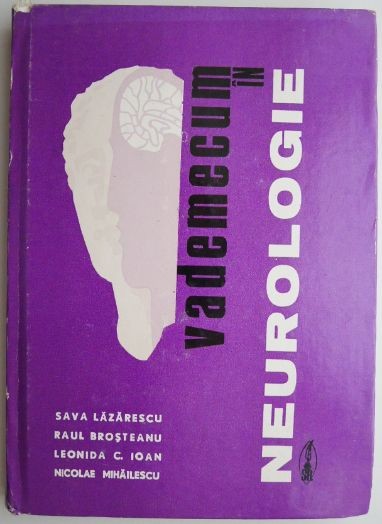 vademecum
ÎN
NEUROLOGIE
SAVA LĂZĂRESCU
RAUL BROȘTEANU
LEONIDA C. IOAN
NICOLAE MIHĂILESCU